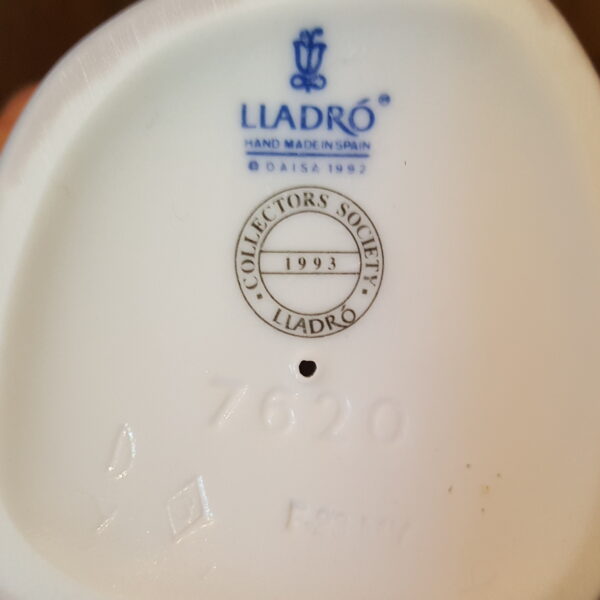 LLADRÓ
HAND MADE IN SPAIN
© DAISA 1992
COLLECTORS SOCIETY
1993
LLADRÓ
7620